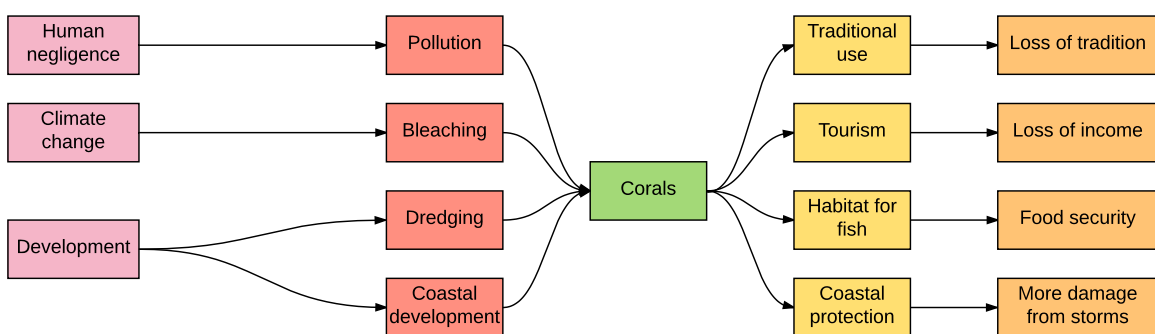 Human
negligence
Pollution
Traditional
use
Loss of tradition
Climate
change
Bleaching
Tourism
Loss of income
Corals
Development
Dredging
Habitat for
fish
Food security
Coastal
development
Coastal
protection
More damage
from storms